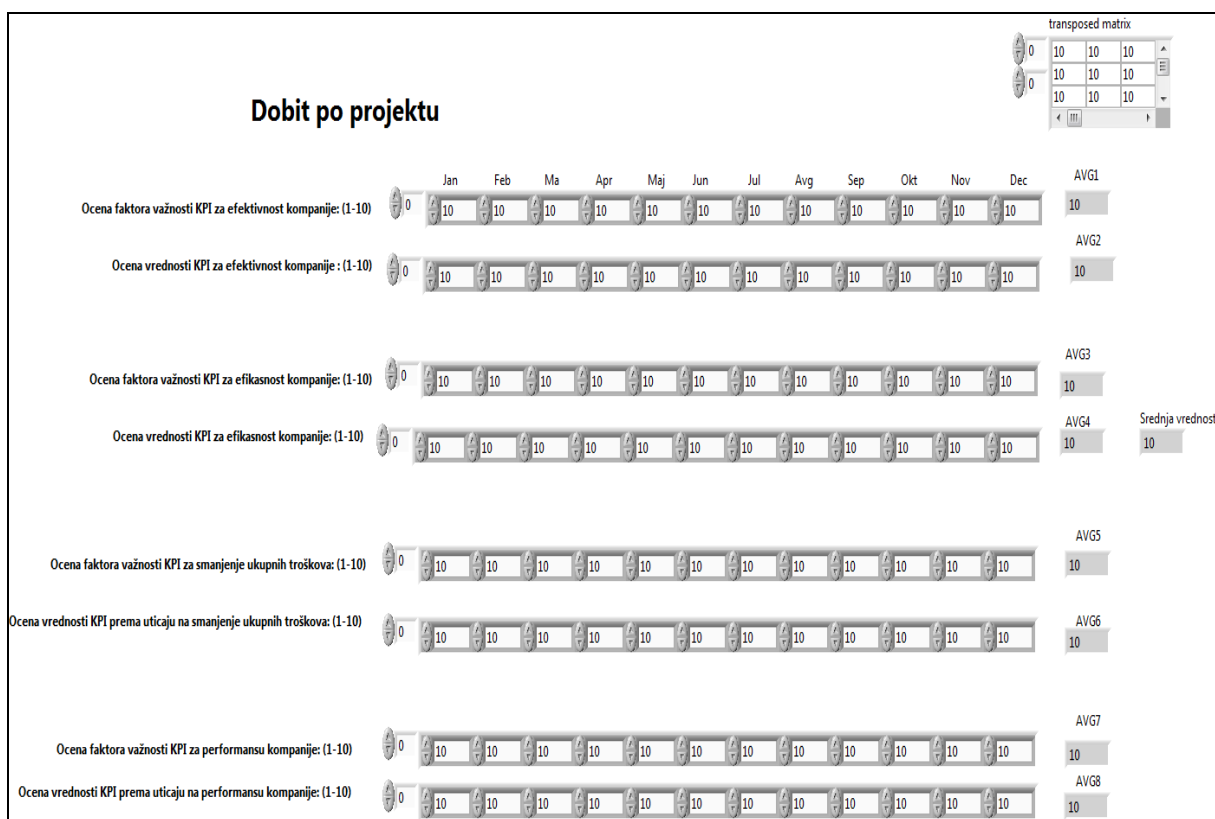 transposed matrix
0 10 10 10
0 10 10 10
10 10 10
Dobit po projektu
Jan Feb Ma Apr Maj Jun Jul Avg Sep Okt Nov Dec AVG1
Ocena faktora važnosti KPI za efektivnost kompanije: (1-10) 0 10 10 10 10 10 10 10 10 10 10 10 10 10
AVG2
Ocena vrednosti KPI za efektivnost kompanije : (1-10) 0 10 10 10 10 10 10 10 10 10 10 10 10 10
AVG3
Ocena faktora važnosti KPI za efikasnost kompanije: (1-10) 0 10 10 10 10 10 10 10 10 10 10 10 10 10
AVG4 Srednja vrednost
Ocena vrednosti KPI za efikasnost kompanije: (1-10) 0 10 10 10 10 10 10 10 10 10 10 10 10 10 10
AVG5
Ocena faktora važnosti KPI za smanjenje ukupnih troškova: (1-10) 0 10 10 10 10 10 10 10 10 10 10 10 10 10
AVG6
Ocena vrednosti KPI prema uticaju na smanjenje ukupnih troškova: (1-10) 0 10 10 10 10 10 10 10 10 10 10 10 10 10
AVG7
Ocena faktora važnosti KPI za performansu kompanije: (1-10) 0 10 10 10 10 10 10 10 10 10 10 10 10 10
AVG8
Ocena vrednosti KPI prema uticaju na performansu kompanije: (1-10) 0 10 10 10 10 10 10 10 10 10 10 10 10 10